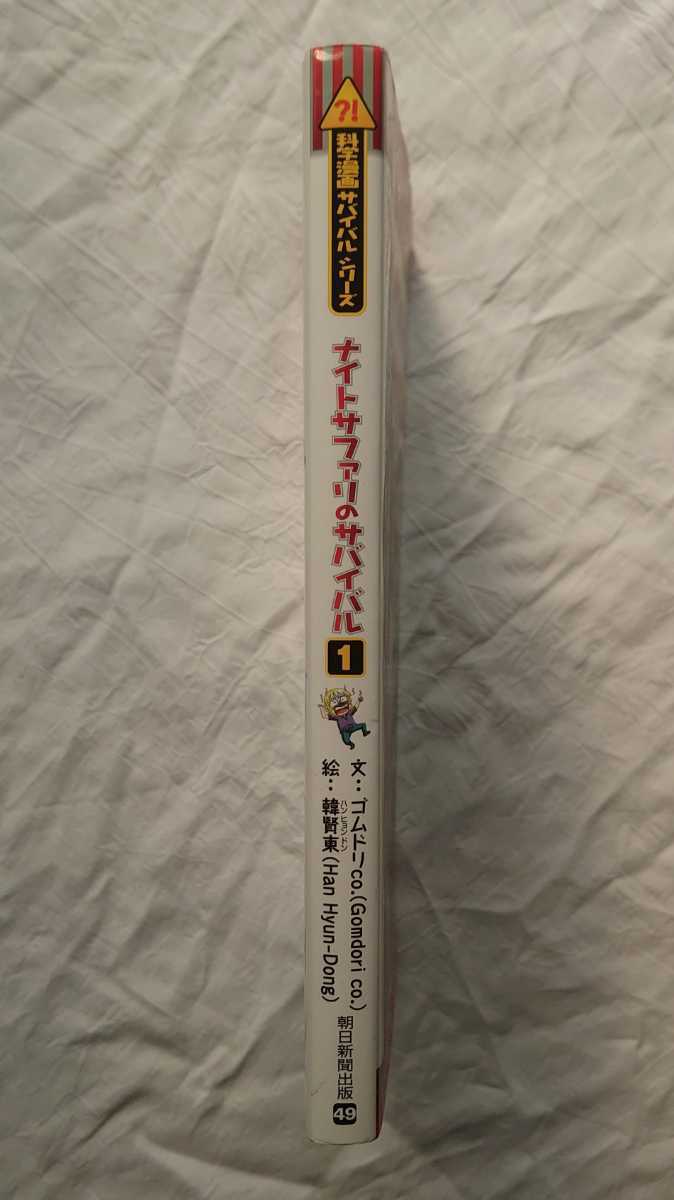 ?!
科学漫画サバイバルシリーズ
ナイトサファリのサバイバル
1
文:ゴムドリco.(Gomdori co.)
絵:韓賢東(Han Hyun-Dong)
ハンヒョンドン
朝日新聞出版
49